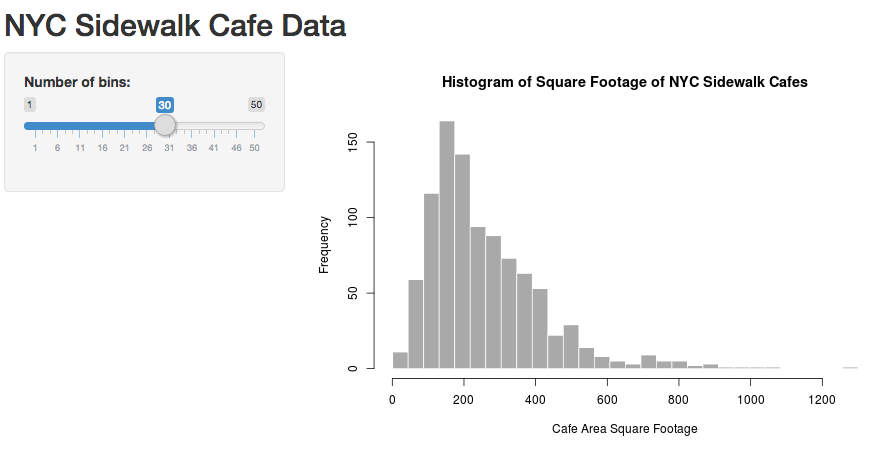 NYC Sidewalk Cafe Data
Number of bins:
1 30 50
1 6 11 16 21 26 31 36 41 46 50
Histogram of Square Footage of NYC Sidewalk Cafes
Frequency
150
100
50
0
0 200 400 600 800 1000 1200
Cafe Area Square Footage